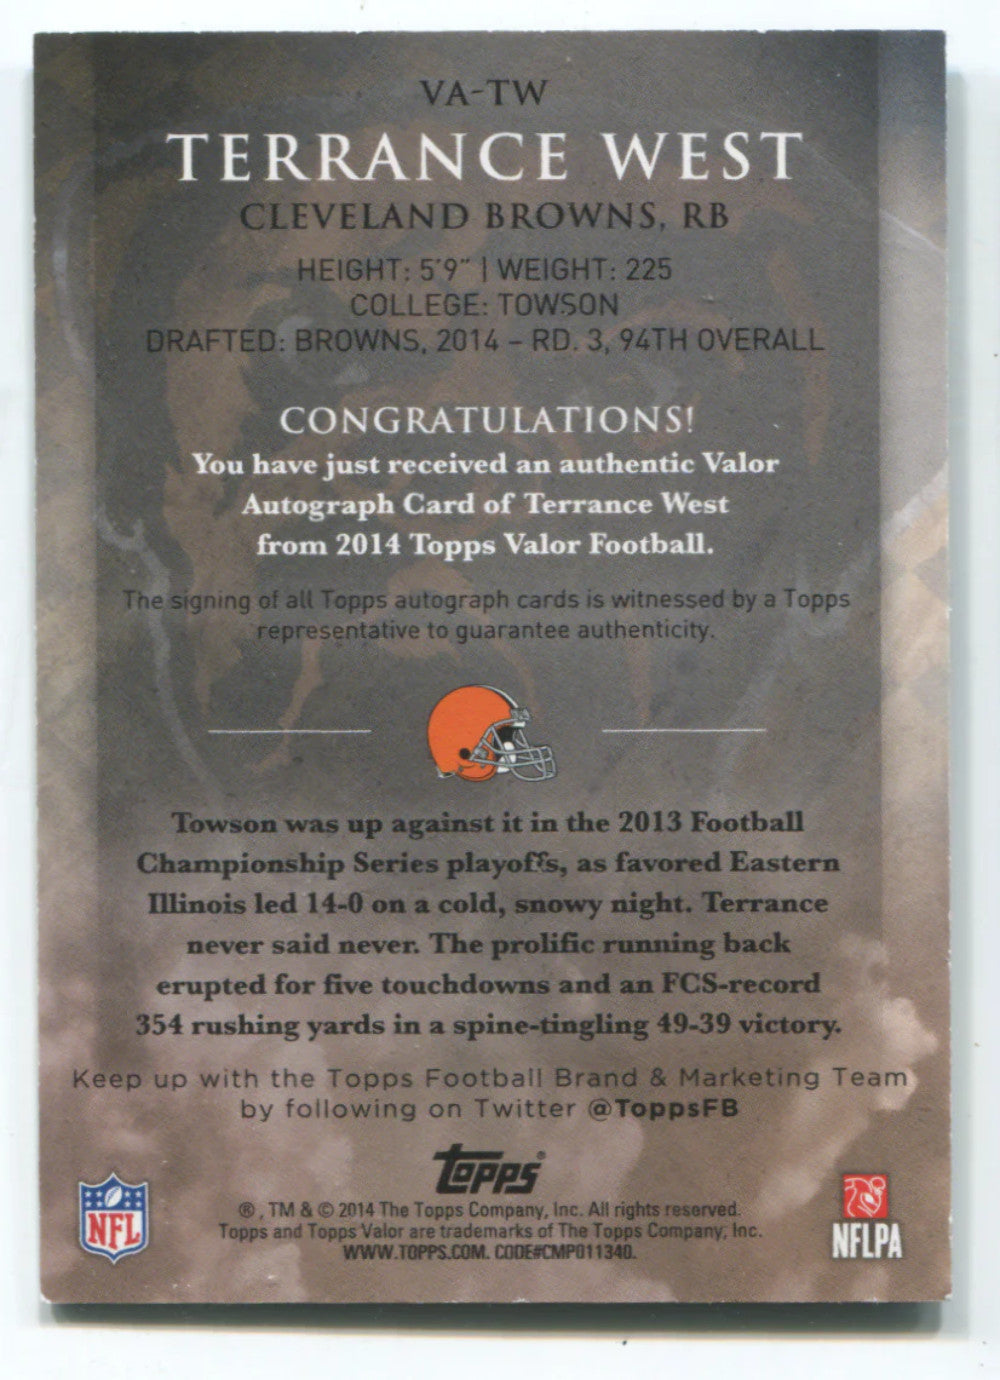 VA-TW
TERRANCE WEST
CLEVELAND BROWNS, RB
HEIGHT: 5'9" | WEIGHT: 225
COLLEGE: TOWSON
DRAFTED: BROWNS, 2014 – RD. 3, 94TH OVERALL
CONGRATULATIONS!
You have just received an authentic Valor
Autograph Card of Terrance West
from 2014 Topps Valor Football.
The signing of all Topps autograph cards is witnessed by a Topps
representative to guarantee authenticity.
Towson was up against it in the 2013 Football
Championship Series playoffs, as favored Eastern
Illinois led 14-0 on a cold, snowy night. Terrance
never said never. The prolific running back
erupted for five touchdowns and an FCS-record
354 rushing yards in a spine-tingling 49-39 victory.
Keep up with the Topps Football Brand & Marketing Team
by following on Twitter @ToppsFB
Topps®
®, TM & © 2014 The Topps Company, Inc. All rights reserved.
Topps and Topps Valor are trademarks of The Topps Company, Inc.
WWW.TOPPS.COM. CODE#CMP011340.
NFL
NFLPA